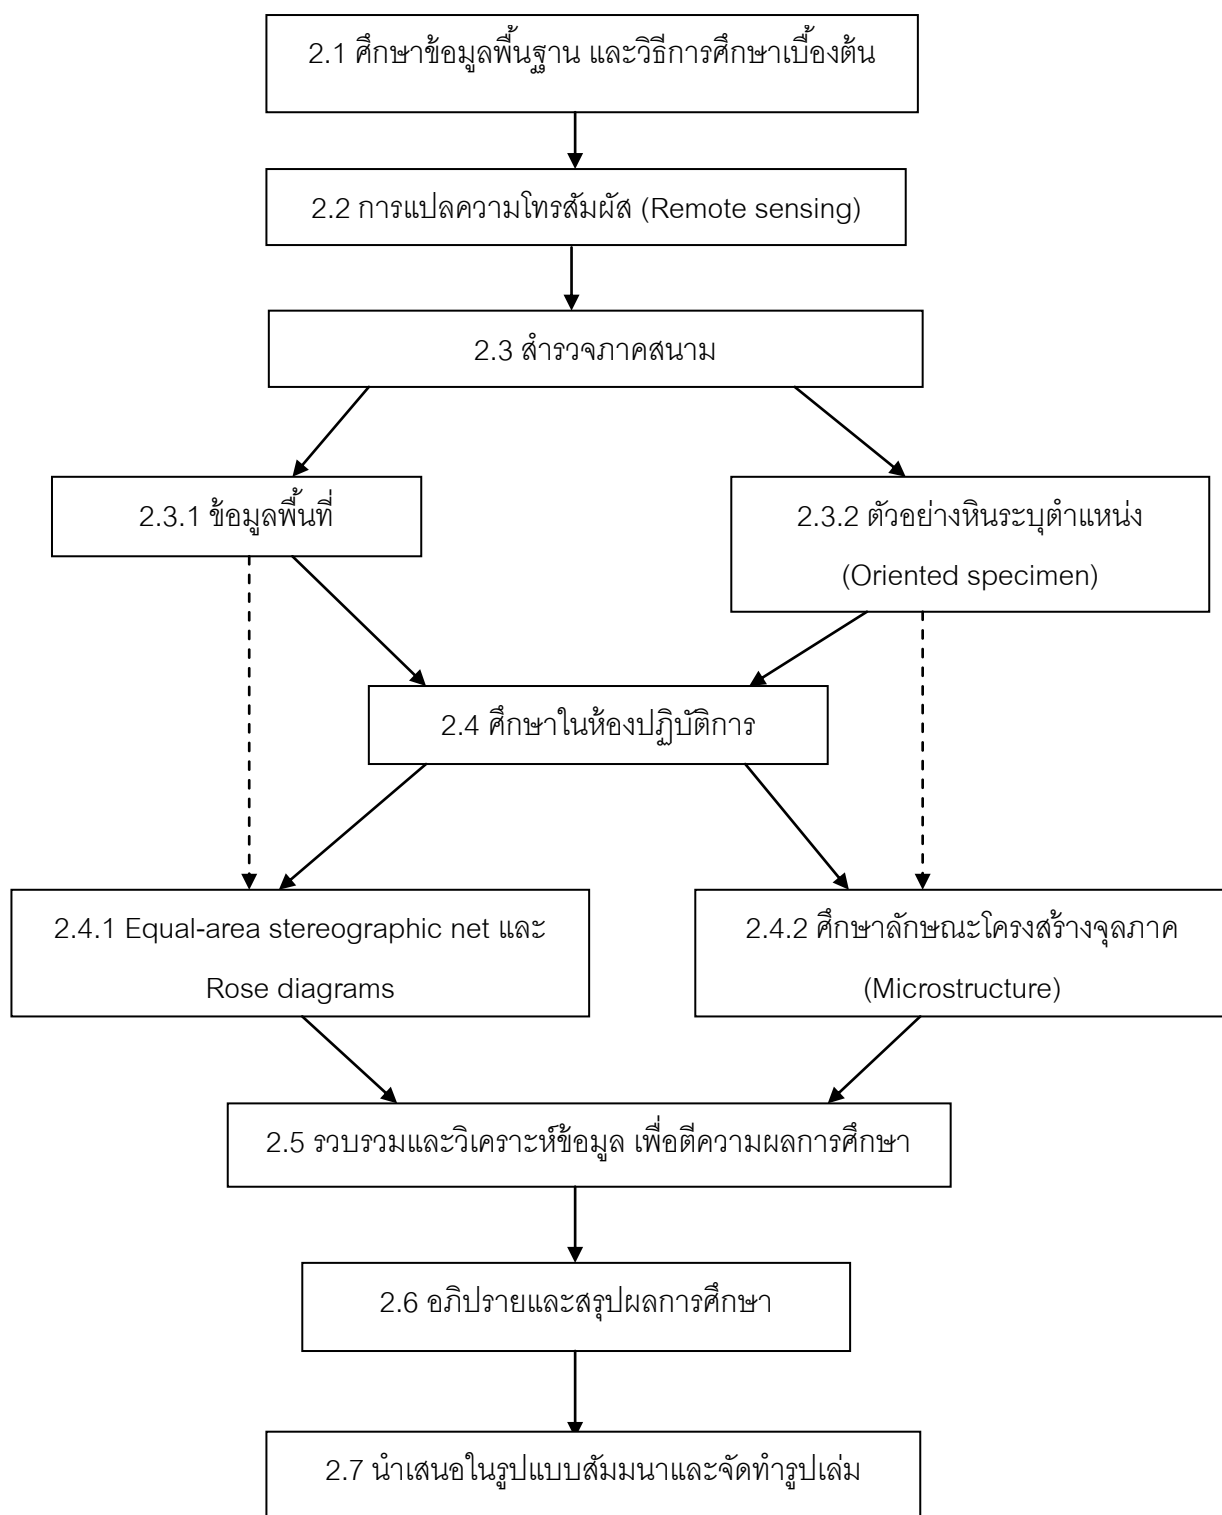 2.1 ศึกษาข้อมูลพื้นฐาน และวิธีการศึกษาเบื้องต้น
2.2 การแปลความโทรสัมผัส (Remote sensing)
2.3 สำรวจภาคสนาม
2.3.1 ข้อมูลพื้นที่
2.3.2 ตัวอย่างหินระบุตำแหน่ง
(Oriented specimen)
2.4 ศึกษาในห้องปฏิบัติการ
2.4.1 Equal-area stereographic net และ
Rose diagrams
2.4.2 ศึกษาลักษณะโครงสร้างจุลภาค
(Microstructure)
2.5 รวบรวมและวิเคราะห์ข้อมูล เพื่อตีความผลการศึกษา
2.6 อภิปรายและสรุปผลการศึกษา
2.7 นำเสนอในรูปแบบสัมมนาและจัดทำรูปเล่ม